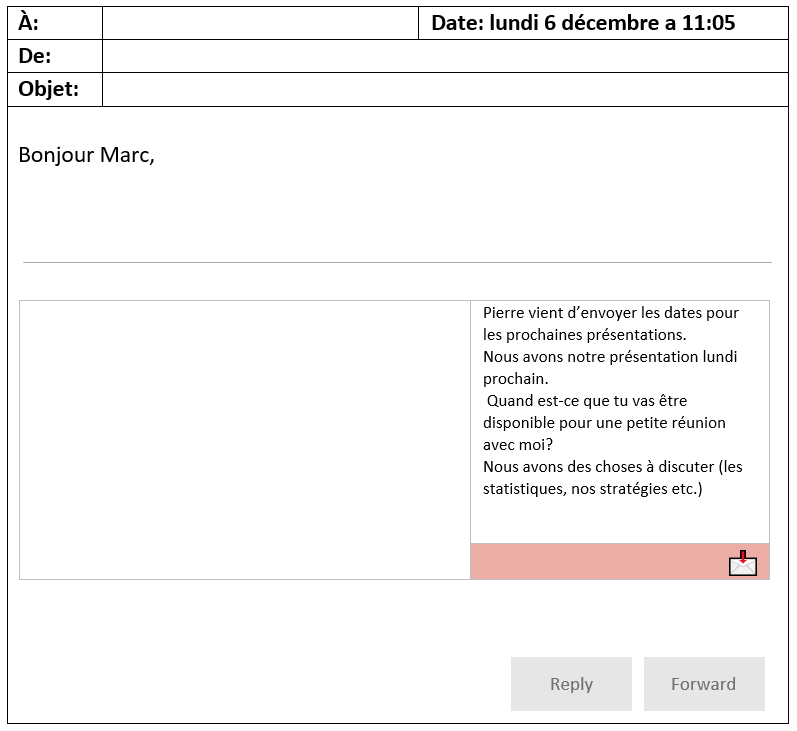 À:
Date: lundi 6 décembre a 11:05
De:
Objet:
Bonjour Marc,
Pierre vient d’envoyer les dates pour
les prochaines présentations.
Nous avons notre présentation lundi
prochain.
Quand est-ce que tu vas être
disponible pour une petite réunion
avec moi?
Nous avons des choses à discuter (les
statistiques, nos stratégies etc.)
Reply
Forward